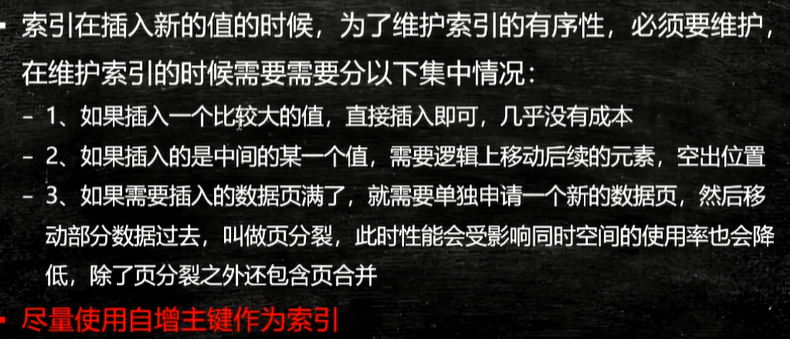 索引在插入新的值的时候，为了维护索引的有序性，必须要维护，
在维护索引的时候需要需要分以下集中情况：
– 1、如果插入一个比较大的值，直接插入即可，几乎没有成本
– 2、如果插入的是中间的某一个值，需要逻辑上移动后续的元素，空出位置
– 3、如果需要插入的数据页满了，就需要单独申请一个新的数据页，然后移
动部分数据过去，叫做页分裂，此时性能会受影响同时空间的使用率也会降
低，除了页分裂之外还包含页合并
尽量使用自增主键作为索引